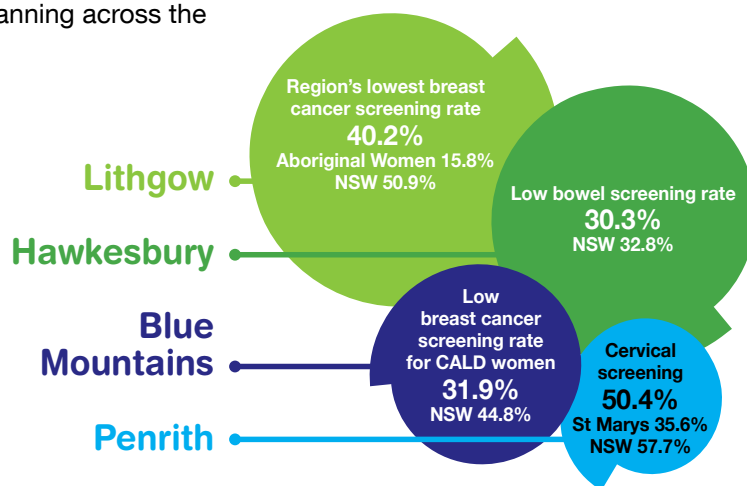 anning across the
Region's lowest breast
cancer screening rate
40.2%
Aboriginal Women 15.8%
NSW 50.9%
Lithgow
Low bowel screening rate
30.3%
NSW 32.8%
Hawkesbury
Low
breast cancer
screening rate
for CALD women
31.9%
NSW 44.8%
Blue
Mountains
Cervical
screening
50.4%
St Marys 35.6%
NSW 57.7%
Penrith